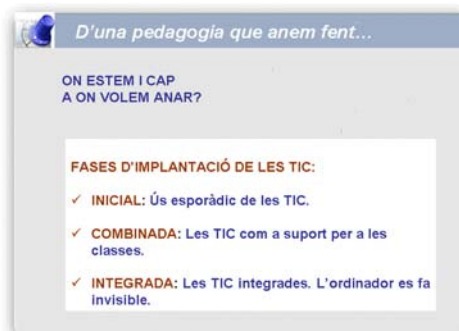 D'una pedagogia que anem fent...
ON ESTEM I CAP
A ON VOLEM ANAR?
FASES D'IMPLANTACIÓ DE LES TIC:
✓ INICIAL: Ús esporàdic de les TIC.
✓ COMBINADA: Les TIC com a suport per a les
classes.
✓ INTEGRADA: Les TIC integrades. L'ordinador es fa
invisible.